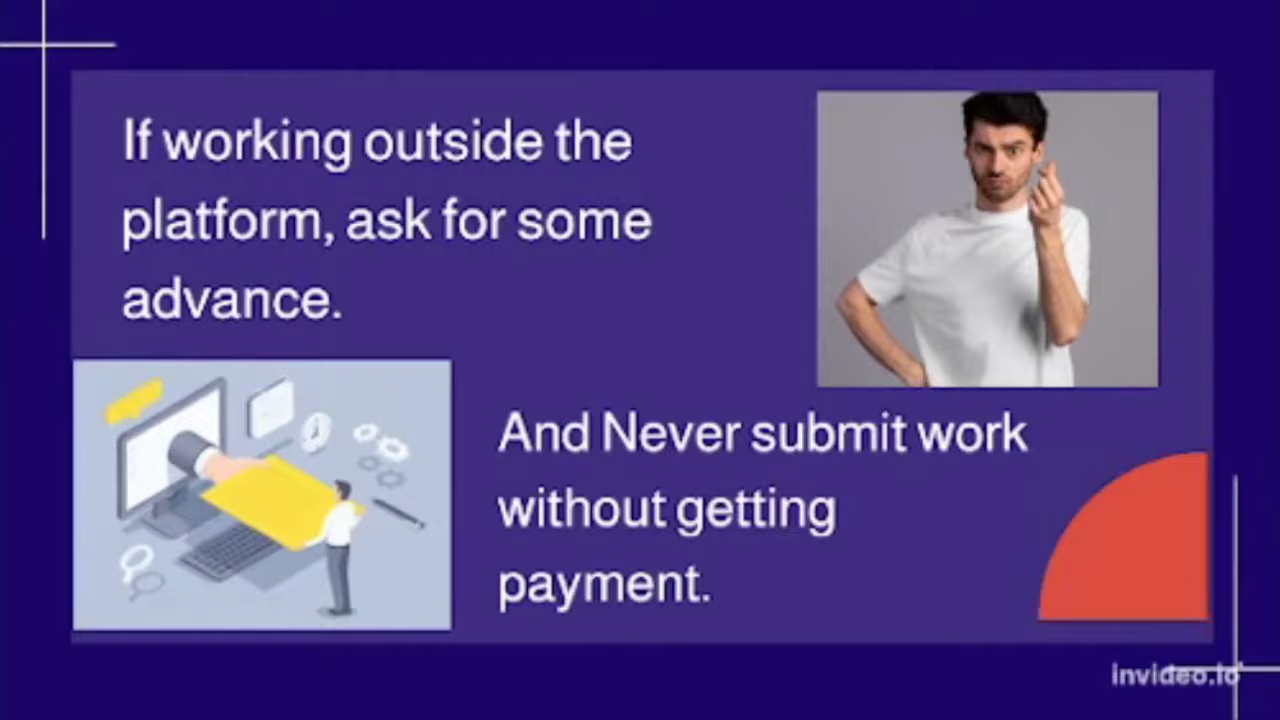 If working outside the
platform, ask for some
advance.
And Never submit work
without getting
payment.
invideo.io